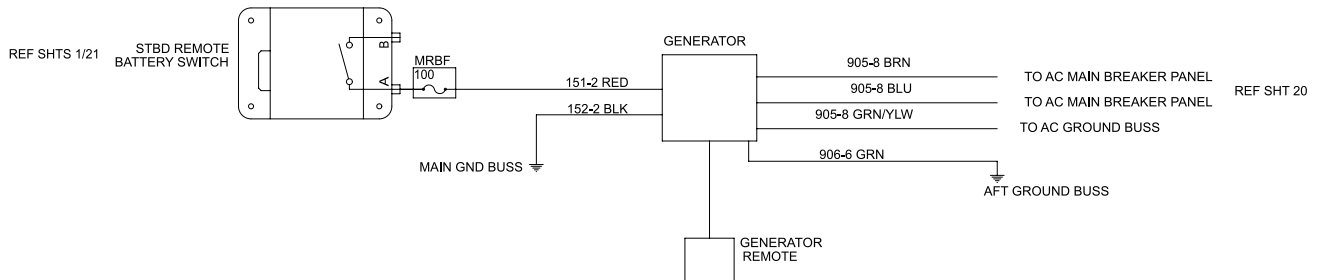 REF SHTS 1/21
STBD REMOTE
BATTERY SWITCH
B
A
MRBF
100
151-2 RED
152-2 BLK
MAIN GND BUSS
GENERATOR
905-8 BRN
905-8 BLU
905-8 GRN/YLW
906-6 GRN
TO AC MAIN BREAKER PANEL
TO AC MAIN BREAKER PANEL
TO AC GROUND BUSS
REF SHT 20
AFT GROUND BUSS
GENERATOR
REMOTE